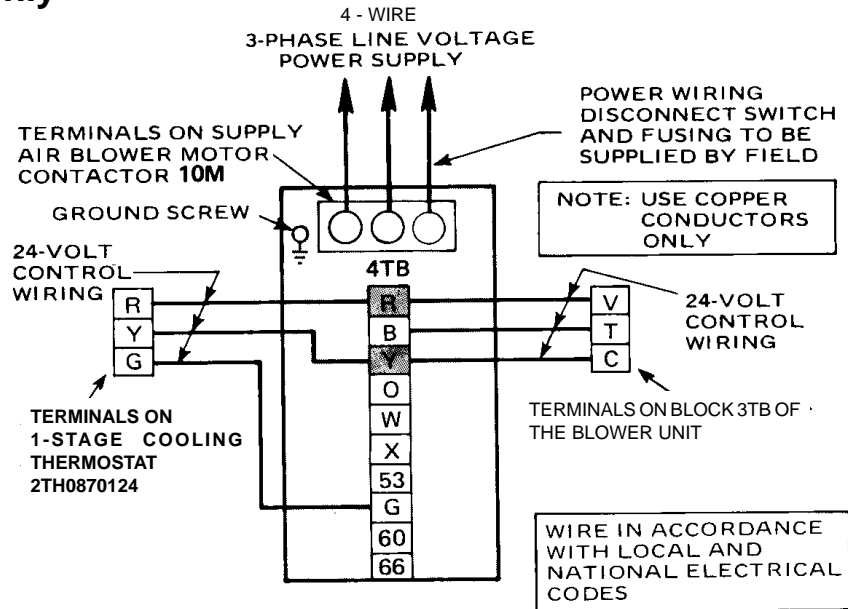 4 - WIRE
3-PHASE LINE VOLTAGE
POWER SUPPLY
POWER WIRING
DISCONNECT SWITCH
AND FUSING TO BE
SUPPLIED BY FIELD
TERMINALS ON SUPPLY
AIR BLOWER MOTOR
CONTACTOR 10M
GROUND SCREW
NOTE: USE COPPER
CONDUCTORS
ONLY
24-VOLT
CONTROL
WIRING
4TB
R
Y
G
R
B
Y
O
W
X
53
G
60
66
V
T
C
24-VOLT
CONTROL
WIRING
TERMINALS ON
1-STAGE COOLING
THERMOSTAT
2TH0870124
TERMINALS ON BLOCK 3TB OF
THE BLOWER UNIT
WIRE IN ACCORDANCE
WITH LOCAL AND
NATIONAL ELECTRICAL
CODES